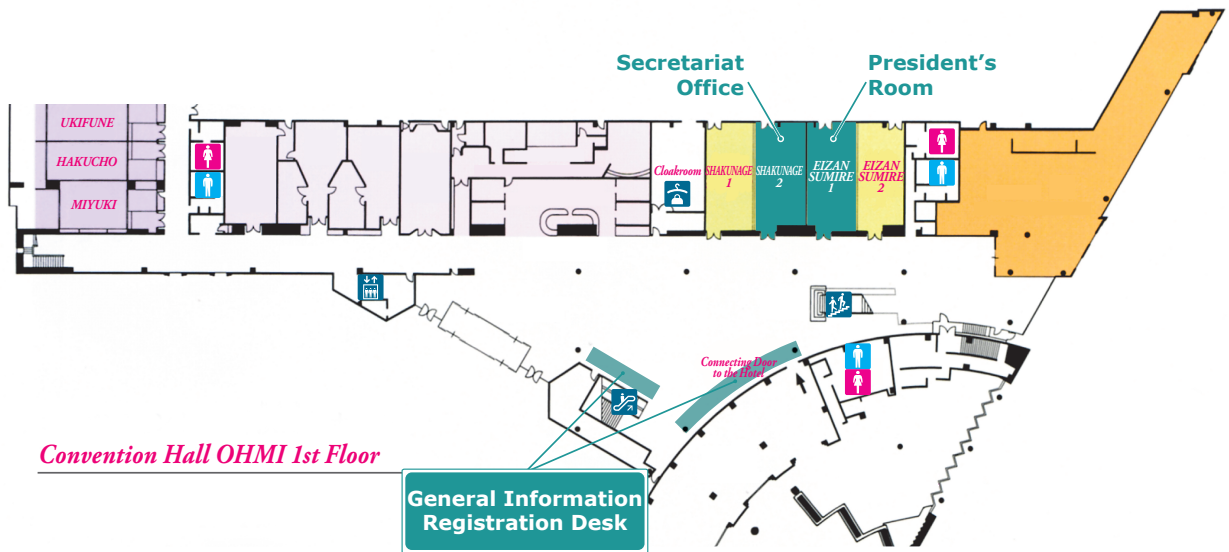 Secretariat
Office
President's
Room
UKIFUNE
HAKUCHO
MIYUKI
Cloakroom
SHAKUNAGE
1
SHAKUNAGE
2
EIZAN
SUMIRE
1
EIZAN
SUMIRE
2
Connecting Door
to the Hotel
Convention Hall OHMI 1st Floor
General Information
Registration Desk